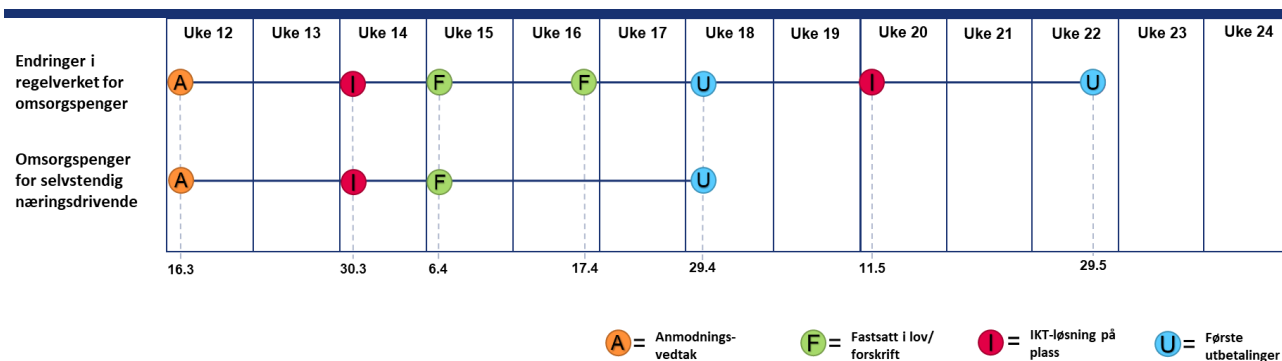 Uke 12 Uke 13 Uke 14 Uke 15 Uke 16 Uke 17 Uke 18 Uke 19 Uke 20 Uke 21 Uke 22 Uke 23 Uke 24
Endringer i
regelverket for
omsorgspenger
A I F F U I U
Omsorgspenger
for selvstendig
næringsdrivende
A I F U
16.3 30.3 6.4 17.4 29.4 11.5 29.5
A = Anmodnings-
vedtak
F = Fastsatt i lov/
forskrift
I = IKT-løsning på
plass
U = Første
utbetalinger